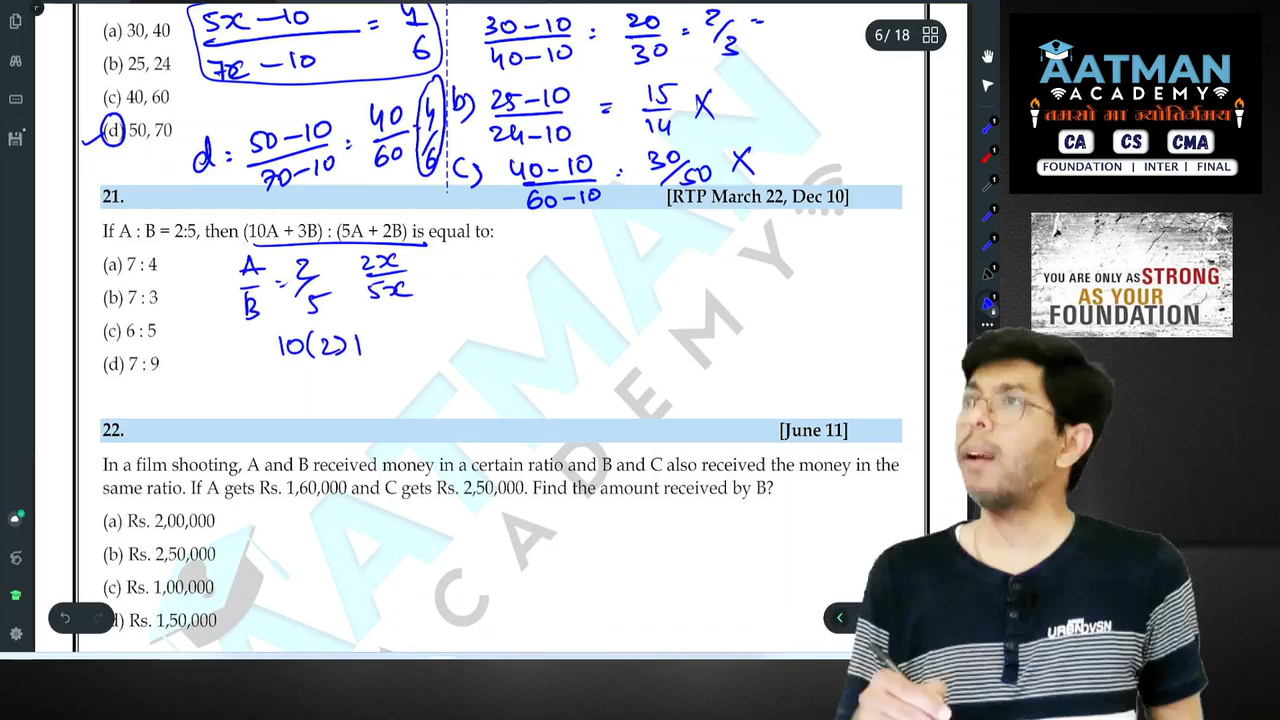 (a) 30, 40
(b) 25, 24
(c) 40, 60
(d) 50, 70
5x - 10 / 7x - 10 = 4/6
d = 50-10 / 70-10 = 40/60 = 4/6
30-10 / 40-10 = 20/30 = 2/3 =
b) 25-10 / 24-10 = 15/14 X
c) 40-10 / 60-10 = 30/50 X
6 / 18
21. [RTP March 22, Dec 10]
If A : B = 2:5, then (10A + 3B) : (5A + 2B) is equal to:
(a) 7 : 4
(b) 7 : 3
(c) 6 : 5
(d) 7 : 9
A/B = 2/5 2x/5x
10(2) 1
22. [June 11]
In a film shooting, A and B received money in a certain ratio and B and C also received the money in the
same ratio. If A gets Rs. 1,60,000 and C gets Rs. 2,50,000. Find the amount received by B?
(a) Rs. 2,00,000
(b) Rs. 2,50,000
(c) Rs. 1,00,000
(d) Rs. 1,50,000
AATMAN
ACADEMY
AATMAN
ACADEMY
तमसो मा ज्योतिर्गमय
CA CS CMA
FOUNDATION | INTER | FINAL
YOU ARE ONLY AS STRONG
AS YOUR
FOUNDATION
URBNDVSN